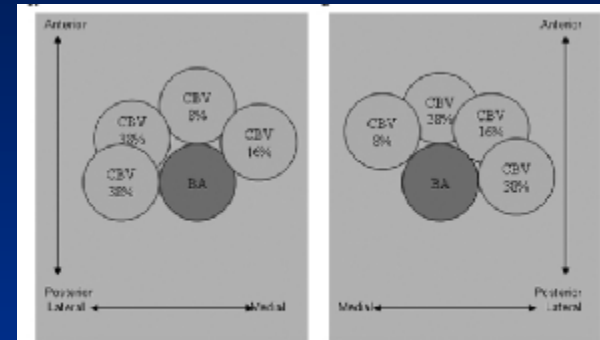 Anterior
CBV
8%
CBV
38%
CBV
16%
CBV
38%
BA
Posterior
Lateral
Medial
Anterior
CBV
38%
CBV
8%
CBV
16%
CBV
38%
BA
Posterior
Medial
Lateral